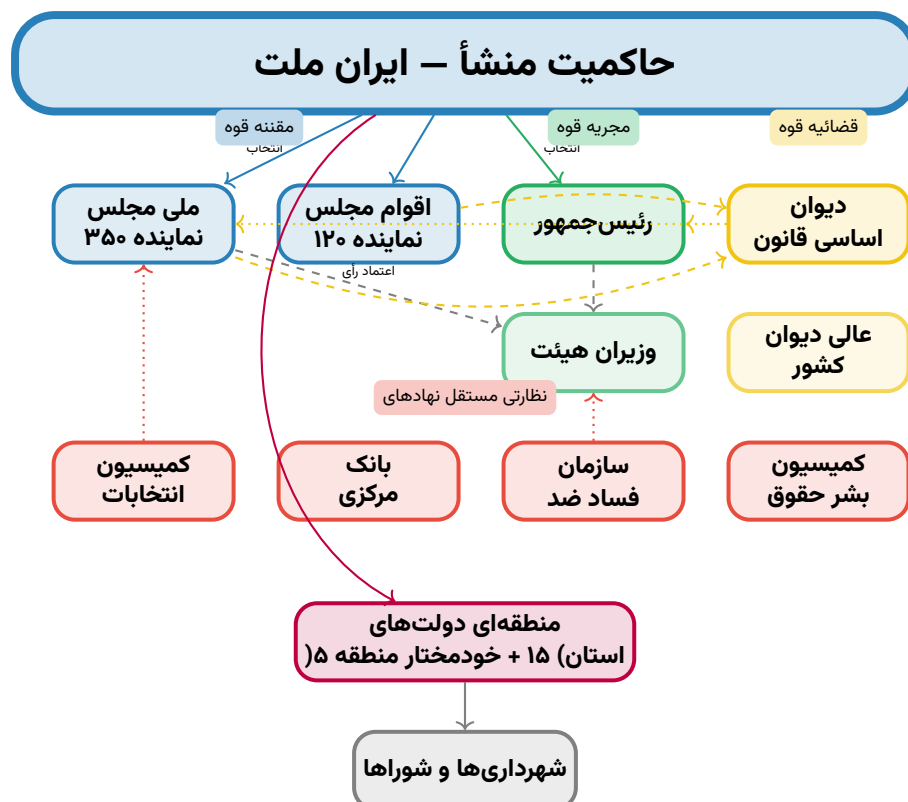 حاکمیت منشأ – ایران ملت
قضائیه قوه
مجریه قوه
مقننه قوه
انتخاب
انتخاب
دیوان
اساسی قانون
رئیس‌جمهور
اقوام مجلس
نماینده ۱۲۰
ملی مجلس
نماینده ۳۵۰
اعتماد رأی
عالی دیوان
کشور
وزیران هیئت
نظارتی مستقل نهادهای
کمیسیون
بشر حقوق
سازمان
فساد ضد
بانک
مرکزی
کمیسیون
انتخابات
منطقه‌ای دولت‌های
استان) ۱۵ + خودمختار منطقه ۵(
شهرداری‌ها و شوراها